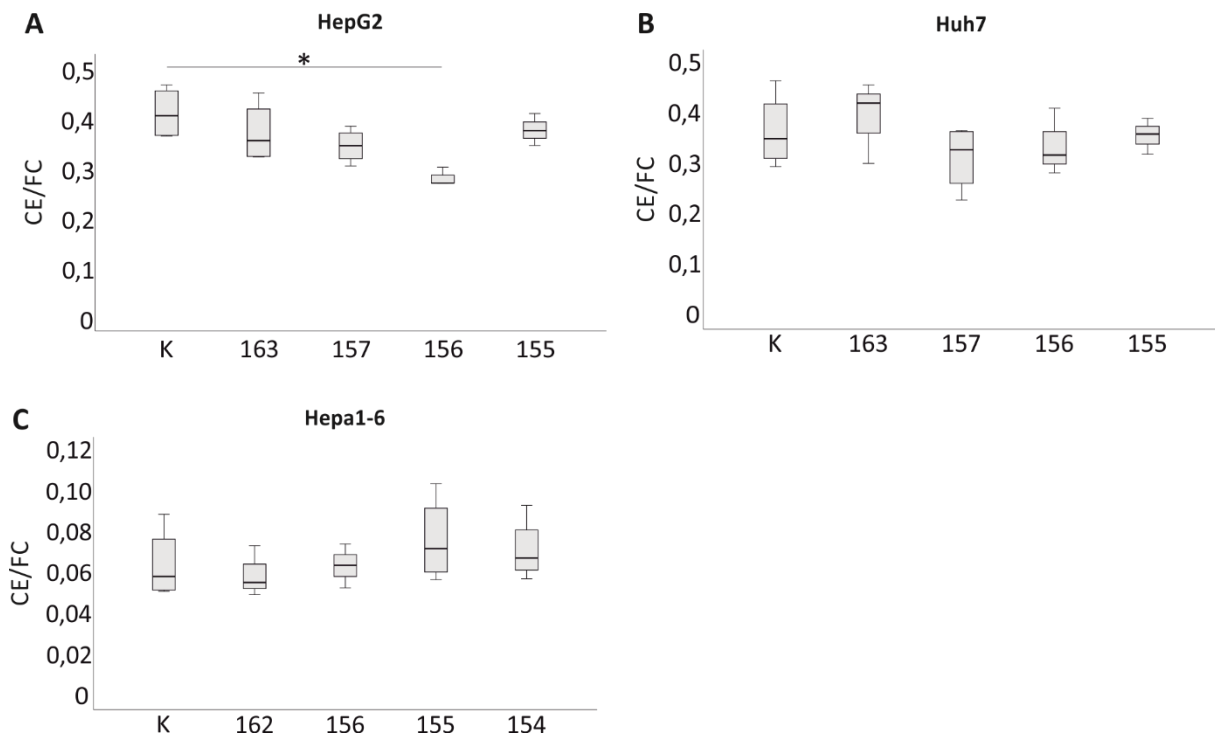 A
HepG2
0,5
0,4
0,3
0,2
0,1
0
CE/FC
*
K 163 157 156 155
B
Huh7
0,5
0,4
0,3
0,2
0,1
0
CE/FC
K 163 157 156 155
C
Hepa1-6
0,12
0,10
0,08
0,06
0,04
0,02
0
CE/FC
K 162 156 155 154